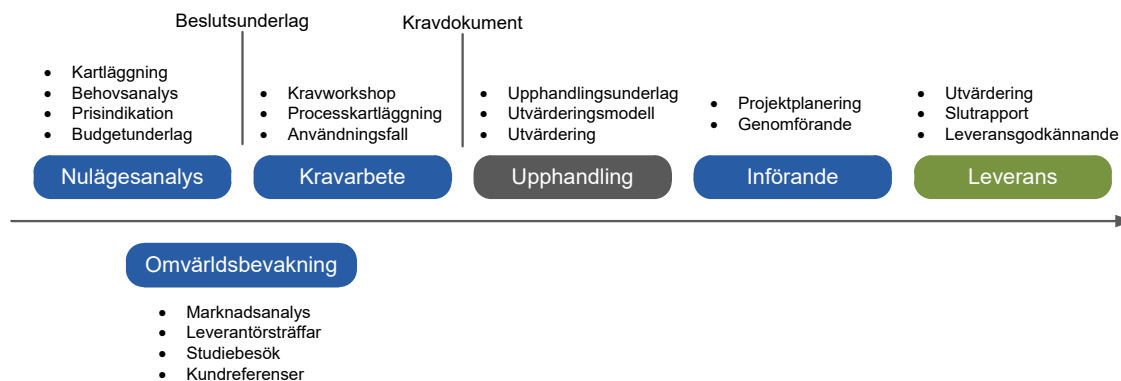 Beslutsunderlag
Kravdokument
• Kartläggning
• Behovsanalys
• Prisindikation
• Budgetunderlag
• Kravworkshop
• Processkartläggning
• Användningsfall
• Upphandlingsunderlag
• Utvärderingsmodell
• Utvärdering
• Projektplanering
• Genomförande
• Utvärdering
• Slutrapport
• Leveransgodkännande
Nulägesanalys
Kravarbete
Upphandling
Införande
Leverans
Omvärldsbevakning
• Marknadsanalys
• Leverantörsträffar
• Studiebesök
• Kundreferenser